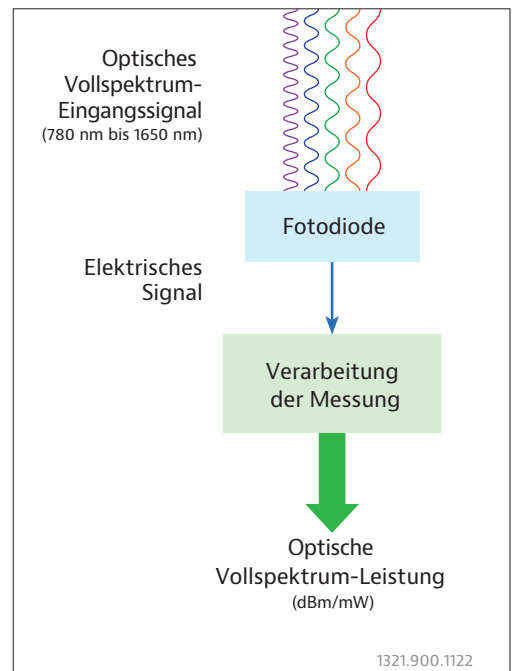 Optisches
Vollspektrum-
Eingangssignal
(780 nm bis 1650 nm)
Fotodiode
Elektrisches
Signal
Verarbeitung
der Messung
Optische
Vollspektrum-Leistung
(dBm/mW)
1321.900.1122